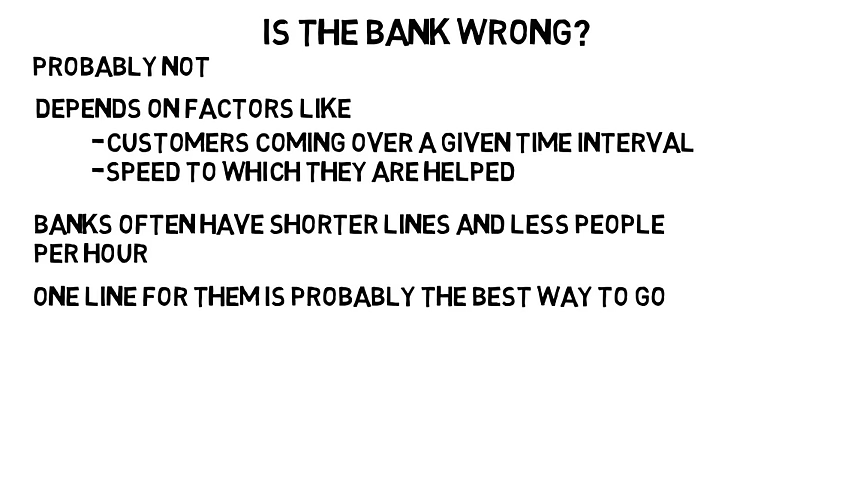 IS THE BANK WRONG?
PROBABLY NOT
DEPENDS ON FACTORS LIKE
-CUSTOMERS COMING OVER A GIVEN TIME INTERVAL
-SPEED TO WHICH THEY ARE HELPED
BANKS OFTEN HAVE SHORTER LINES AND LESS PEOPLE
PER HOUR
ONE LINE FOR THEM IS PROBABLY THE BEST WAY TO GO